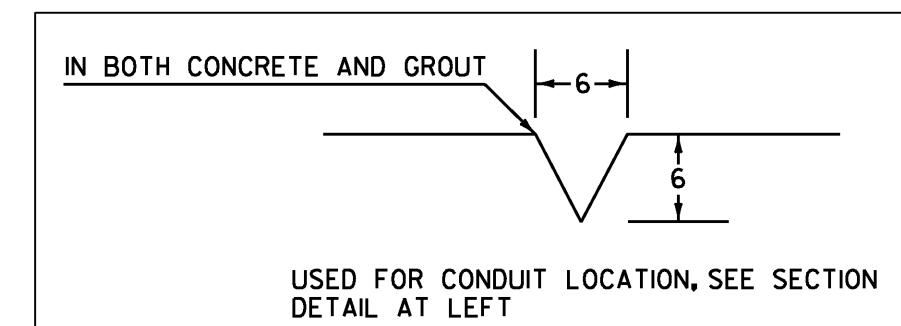 IN BOTH CONCRETE AND GROUT
6
6
USED FOR CONDUIT LOCATION, SEE SECTION
DETAIL AT LEFT